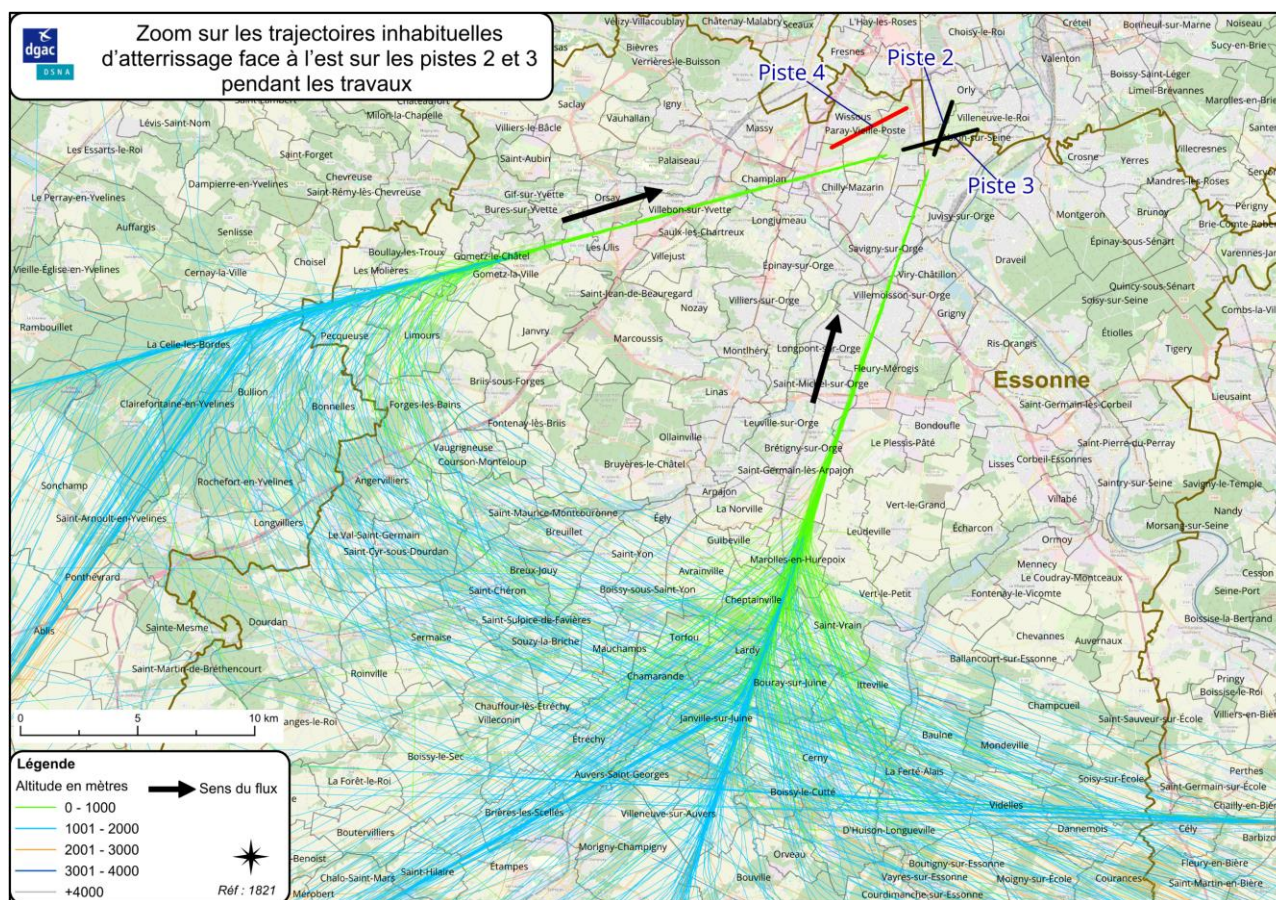 dgac
DSNA
Zoom sur les trajectoires inhabituelles
d'atterrissage face à l'est sur les pistes 2 et 3
pendant les travaux
Vélizy-Villacoublay
Châtenay-Malabry
Sceaux
L'Haÿ-les-Roses
Créteil
Bonneuil-sur-Marne
Noiseau
Choisy-le-Roi
Sucy-en-Brie
Bièvres
Fresnes
Valenton
Verrières-le-Buisson
Piste 4
Piste 2
Boissy-Saint-Léger
Limeil-Brévannes
Marolles-en-Brie
Saclay
Igny
Orly
Lévis-Saint-Nom
Milon-la-Chapelle
Vauhallan
Wissous
Villeneuve-le-Roi
Villiers-le-Bâcle
Massy
Paray-Vieille-Poste
Les Essarts-le-Roi
Saint-Forget
Saint-Aubin
Palaiseau
Crosne
Yerres
Villecresnes
Chevreuse
Dampierre-en-Yvelines
Saint-Rémy-lès-Chevreuse
Champlan
Chilly-Mazarin
Piste 3
Mandres-les-Roses
Le Perray-en-Yvelines
Gif-sur-Yvette
Orsay
Périgny
Bures-sur-Yvette
Villebon-sur-Yvette
Longjumeau
Juvisy-sur-Orge
Montgeron
Brunoy
Auffargis
Senlisse
Saulx-les-Chartreux
Boullay-les-Troux
Les Ulis
Savigny-sur-Orge
Draveil
Épinay-sous-Sénart
Choisel
Gometz-le-Châtel
Villejust
Vieille-Église-en-Yvelines
Cernay-la-Ville
Les Molières
Gometz-la-Ville
Épinay-sur-Orge
Viry-Châtillon
Quincy-sous-Sénart
Saint-Jean-de-Beauregard
Villiers-sur-Orge
Villemoisson-sur-Orge
Soisy-sur-Seine
Nozay
Grigny
Rambouillet
Étiolles
La Celle-les-Bordes
Pecqueuse
Limours
Janvry
Marcoussis
Montlhéry
Longpont-sur-Orge
Ris-Orangis
Tigery
Fleury-Mérogis
Briis-sous-Forges
Saint-Michel-sur-Orge
Essonne
Bullion
Linas
Lieusaint
Clairefontaine-en-Yvelines
Bonnelles
Forges-les-Bains
Saint-Germain-lès-Corbeil
Fontenay-lès-Briis
Leuville-sur-Orge
Bondoufle
Ollainville
Vaugrigneuse
Brétigny-sur-Orge
Le Plessis-Pâté
Saint-Pierre-du-Perray
Courson-Monteloup
Bruyères-le-Châtel
Saint-Germain-lès-Arpajon
Lisses
Corbeil-Essonnes
Sonchamp
Rochefort-en-Yvelines
Angervilliers
Arpajon
Saintry-sur-Seine
Savigny-le-Temple
Villabé
Saint-Arnoult-en-Yvelines
Longvilliers
Saint-Maurice-Montcouronne
La Norville
Vert-le-Grand
Nandy
Égly
Morsang-sur-Seine
Le Val-Saint-Germain
Breuillet
Guibeville
Leudeville
Écharcon
Ormoy
Saint-Cyr-sous-Dourdan
Saint-Yon
Marolles-en-Hurepoix
Mennecy
Ponthévrard
Breux-Jouy
Avrainville
Le Coudray-Montceaux
Cesson
Saint-Chéron
Boissy-sous-Saint-Yon
Cheptainville
Vert-le-Petit
Fontenay-le-Vicomte
Seine-Port
Boissise-la-Bertrand
Ablis
Sainte-Mesme
Dourdan
Saint-Sulpice-de-Favières
Saint-Vrain
Sermaise
Souzy-la-Briche
Torfou
Chevannes
Auvernaux
Mauchamps
Lardy
Saint-Martin-de-Bréthencourt
Roinville
Ballancourt-sur-Essonne
Chamarande
Bouray-sur-Juine
Itteville
Pringy
Champcueil
Boissise-le-Roi
0
5
10 km
Chauffour-lès-Étréchy
Villeconin
Janville-sur-Juine
Saint-Sauveur-sur-École
Étréchy
Baulne
Mondeville
Boissy-le-Sec
Cerny
La Forêt-le-Roi
Auvers-Saint-Georges
La Ferté-Alais
Soisy-sur-École
Perthes
Saint-Germain-sur-École
Boissy-le-Cutté
Brières-les-Scellés
Villeneuve-sur-Auvers
Videlles
Boutervilliers
D'Huison-Longueville
Dannemois
Cély
Morigny-Champigny
Étampes
Orveau
Boutigny-sur-Essonne
Fleury-en-Bière
Chalo-Saint-Mars
Saint-Hilaire
Bouville
Vayres-sur-Essonne
Moigny-sur-École
Courances
Saint-Martin-en-Bière
Mérobert
Courdimanche-sur-Essonne
Légende
Altitude en mètres
Sens du flux
0 - 1000
1001 - 2000
2001 - 3000
3001 - 4000
+4000
Réf : 1821